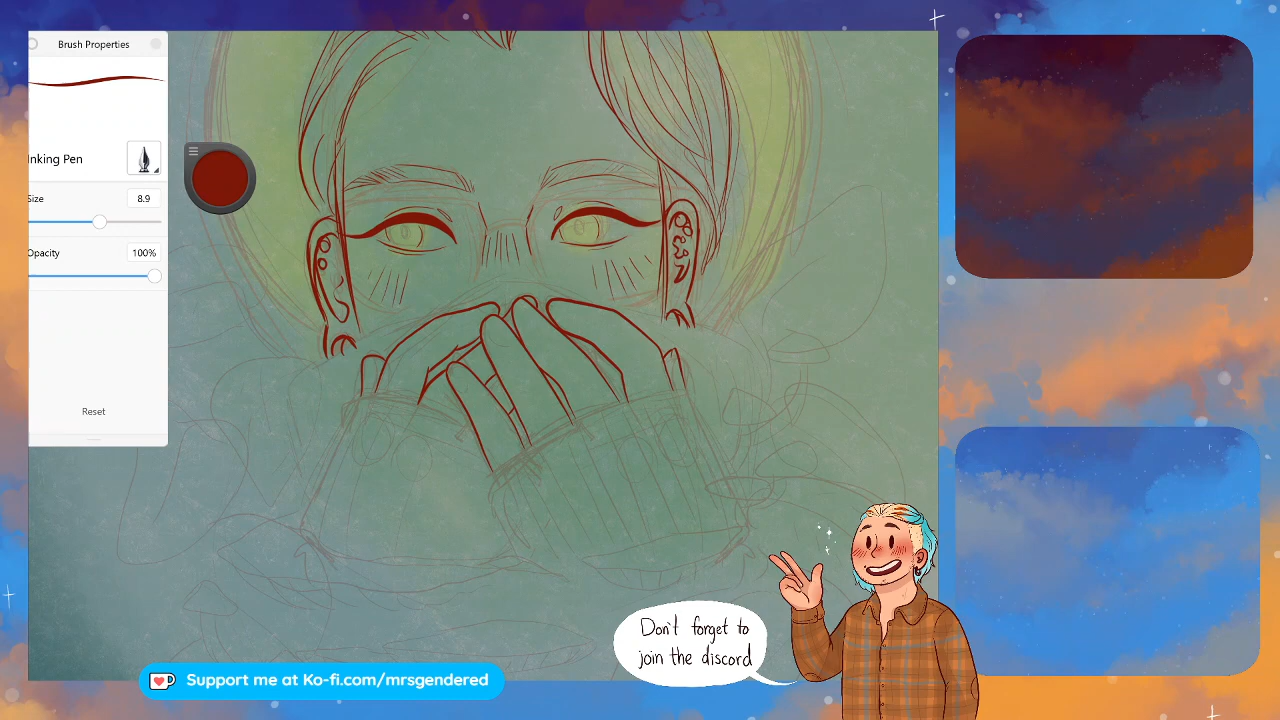 Brush Properties
Inking Pen
Size 8.9
Opacity 100%
Reset
Don't forget to
join the discord
Support me at Ko-fi.com/mrsgendered